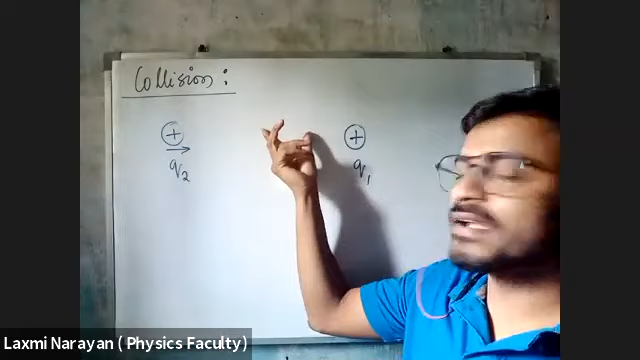 Collision :
+ +
q2 q1
Laxmi Narayan ( Physics Faculty)